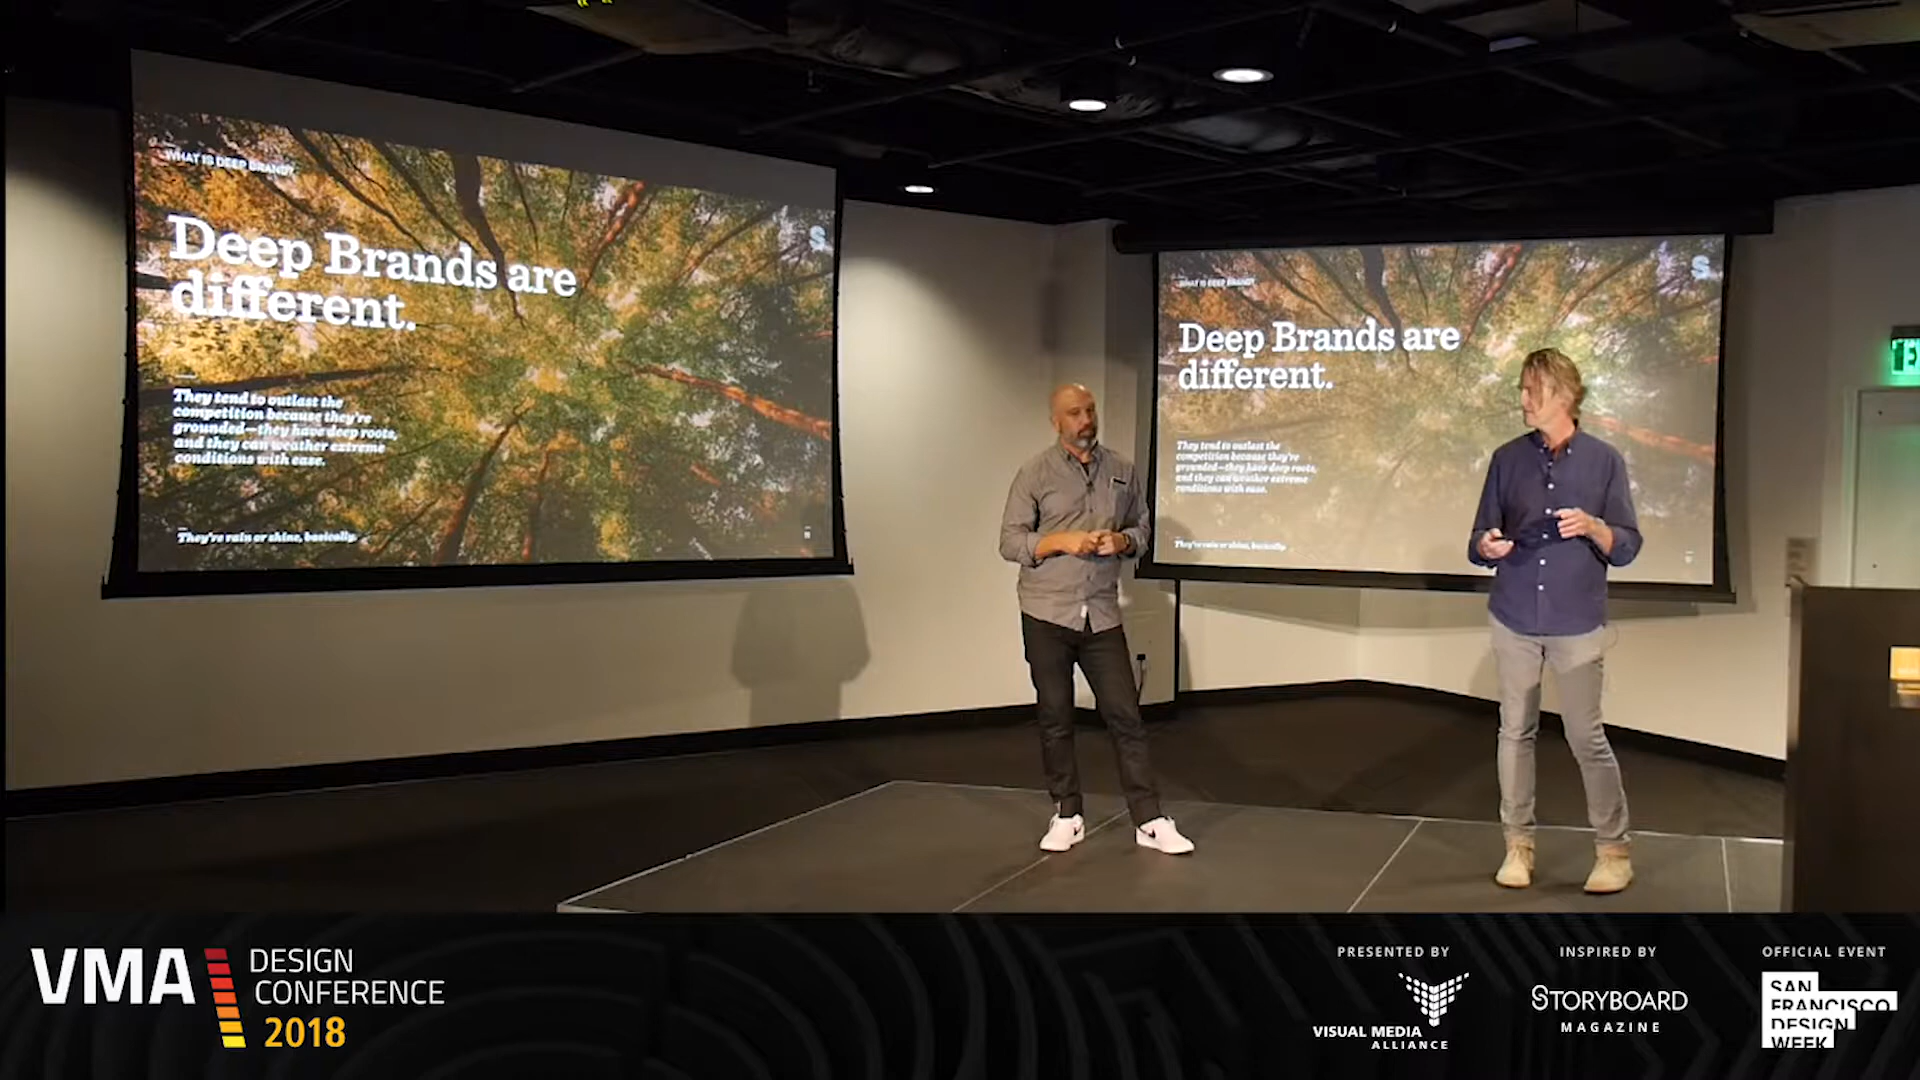 WHAT IS DEEP BRAND?
Deep Brands are
different.
They tend to outlast the
competition because they're
grounded—they have deep roots,
and they can weather extreme
conditions with ease.
They're rain or shine, basically.
S
WHAT IS DEEP BRAND?
Deep Brands are
different.
They tend to outlast the
competition because they're
grounded—they have deep roots,
and they can weather extreme
conditions with ease.
They're rain or shine, basically.
S
VMA
DESIGN
CONFERENCE
2018
PRESENTED BY
VISUAL MEDIA
ALLIANCE
INSPIRED BY
STORYBOARD
MAGAZINE
OFFICIAL EVENT
SAN
FRANCISCO
DESIGN
WEEK